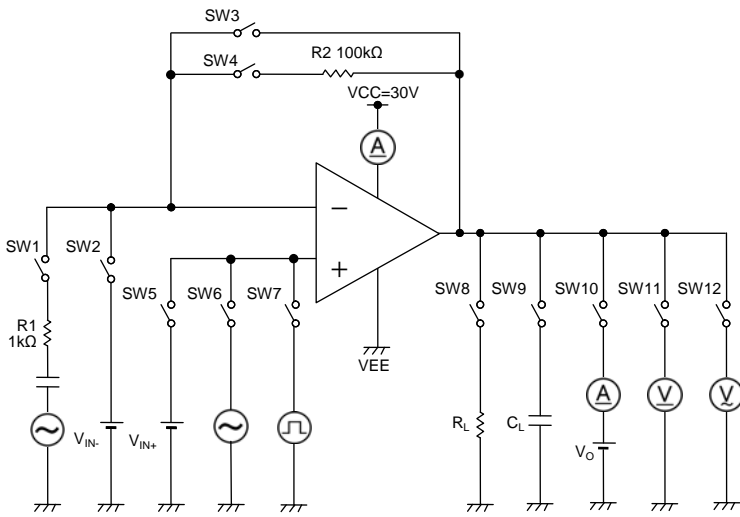 SW3
SW4
R2 100kΩ
VCC=30V
A
−
+
SW1
SW2
SW5
SW6
SW7
SW8
SW9
SW10
SW11
SW12
R1
1kΩ
VEE
A
V
V
VIN-
VIN+
RL
CL
VO